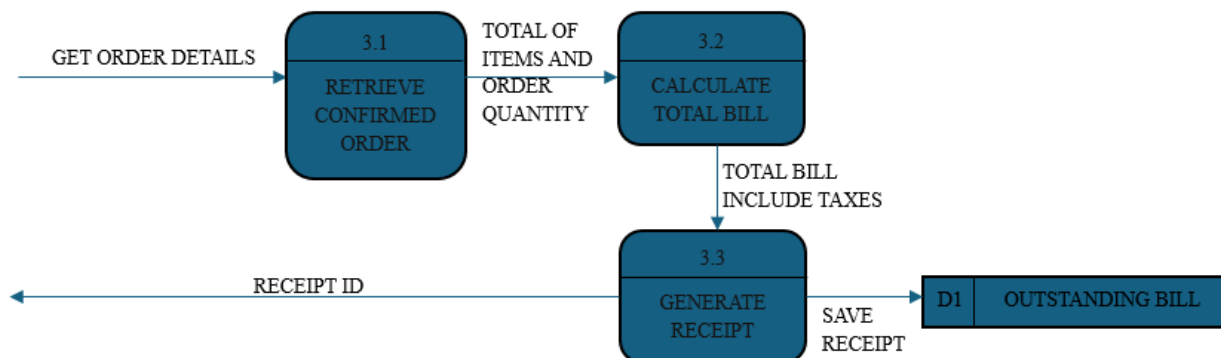 GET ORDER DETAILS
3.1
RETRIEVE
CONFIRMED
ORDER
TOTAL OF
ITEMS AND
ORDER
QUANTITY
3.2
CALCULATE
TOTAL BILL
TOTAL BILL
INCLUDE TAXES
3.3
GENERATE
RECEIPT
RECEIPT ID
SAVE
RECEIPT
D1
OUTSTANDING BILL